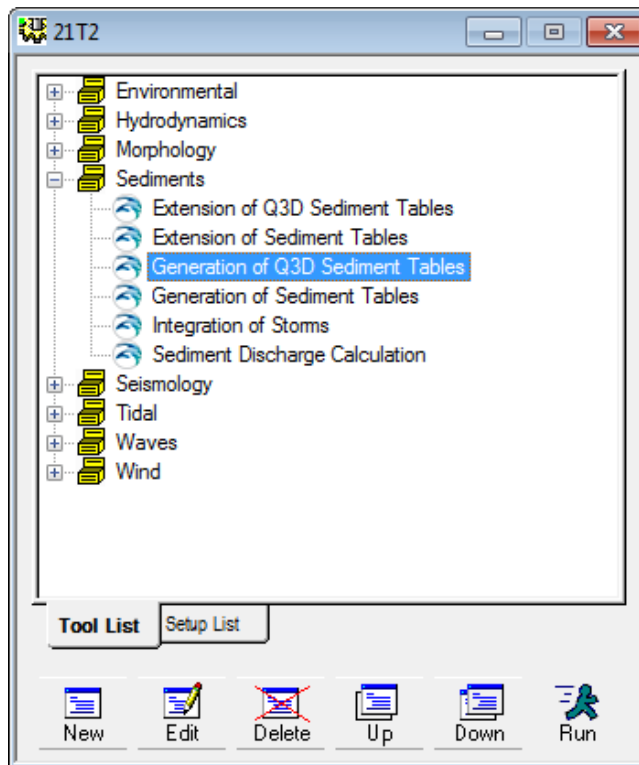 21T2
Environmental
Hydrodynamics
Morphology
Sediments
Extension of Q3D Sediment Tables
Extension of Sediment Tables
Generation of Q3D Sediment Tables
Generation of Sediment Tables
Integration of Storms
Sediment Discharge Calculation
Seismology
Tidal
Waves
Wind
Tool List Setup List
New Edit Delete Up Down Run